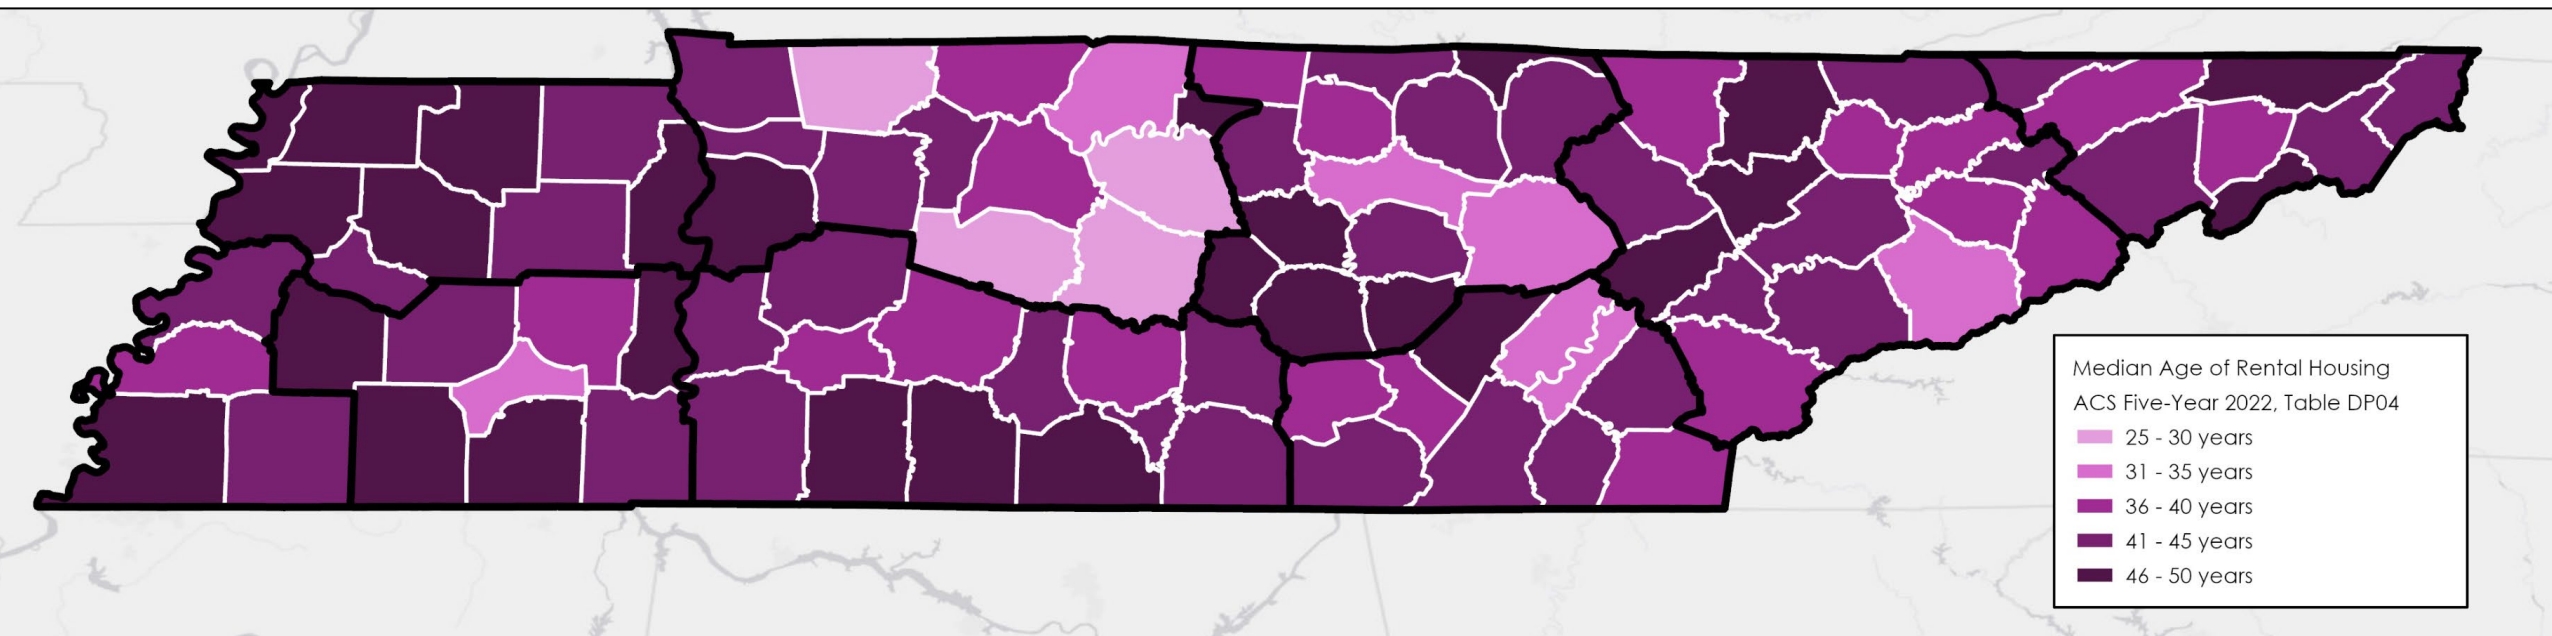 Median Age of Rental Housing
ACS Five-Year 2022, Table DP04
25 - 30 years
31 - 35 years
36 - 40 years
41 - 45 years
46 - 50 years